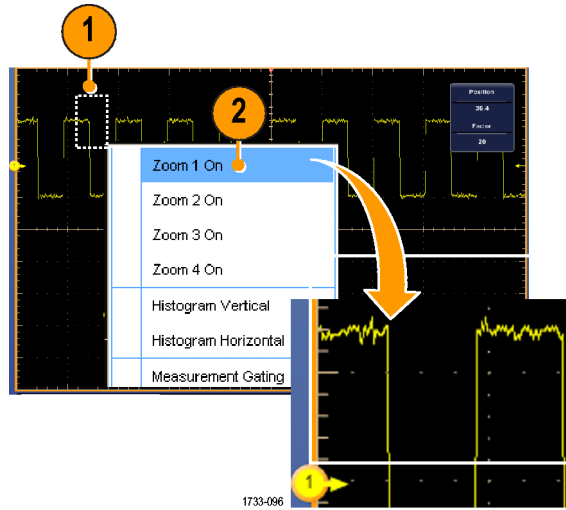 1
2
Position
36.4
Factor
20
Zoom 1 On
Zoom 2 On
Zoom 3 On
Zoom 4 On
Histogram Vertical
Histogram Horizontal
Measurement Gating
1
1733-096